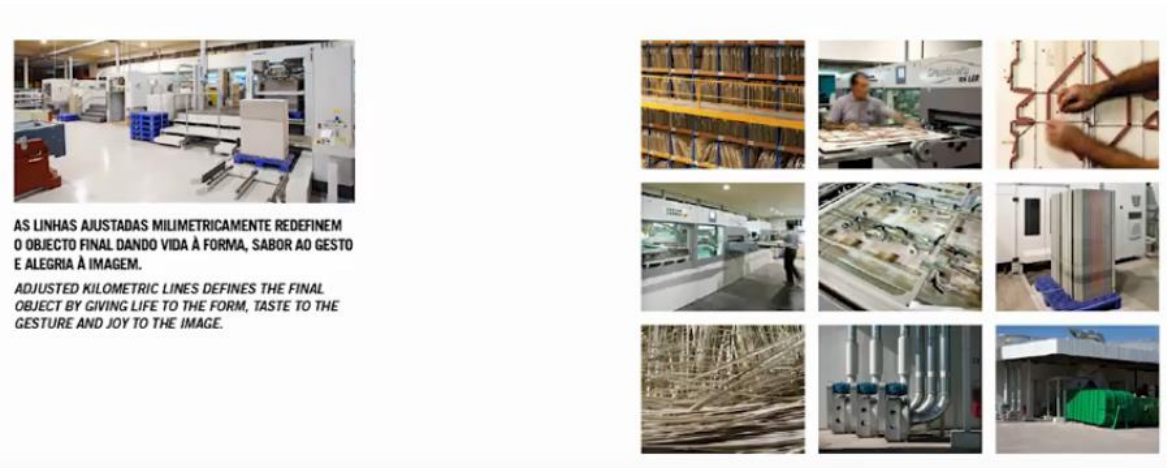 AS LINHAS AJUSTADAS MILIMETRICAMENTE REDEFINEM
O OBJECTO FINAL DANDO VIDA À FORMA, SABOR AO GESTO
E ALEGRIA À IMAGEM.
ADJUSTED KILOMETRIC LINES DEFINES THE FINAL
OBJECT BY GIVING LIFE TO THE FORM, TASTE TO THE
GESTURE AND JOY TO THE IMAGE.